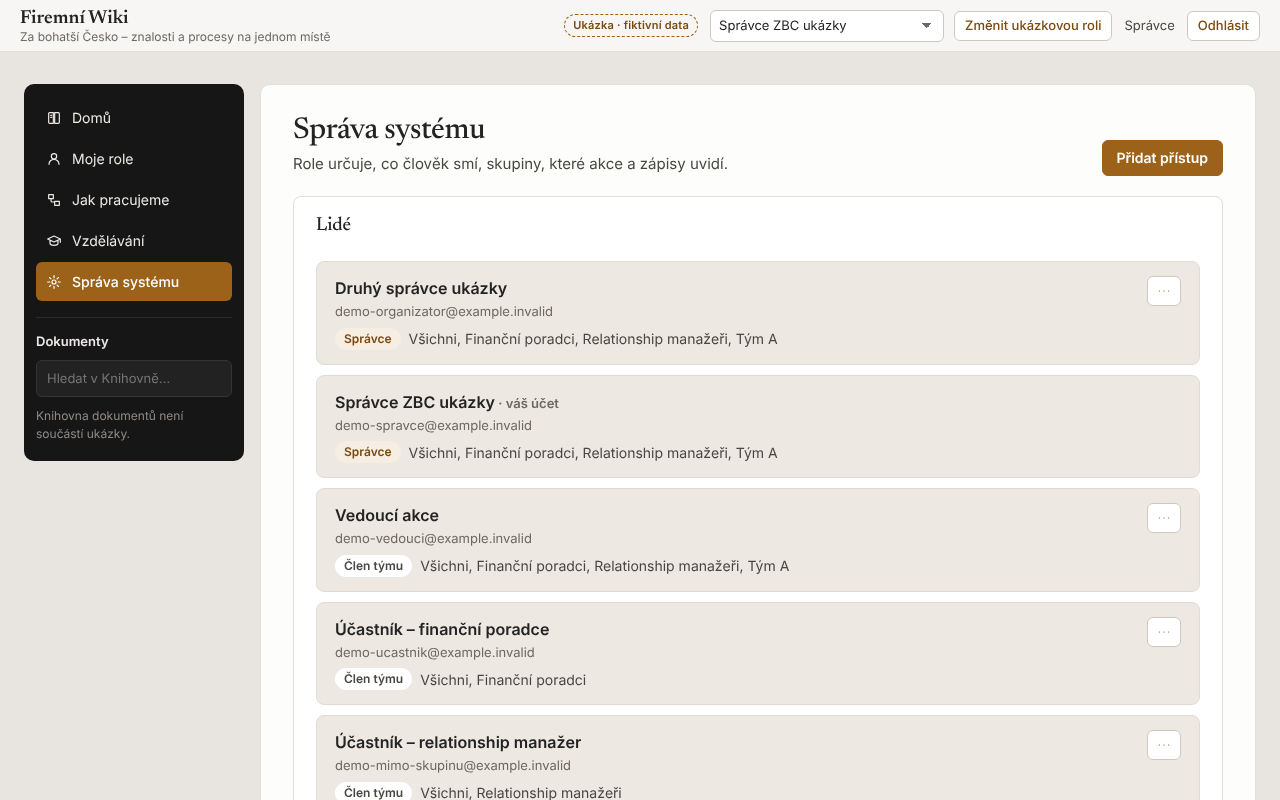 Firemní Wiki
Za bohatší Česko – znalosti a procesy na jednom místě
Ukázka · fiktivní data
Správce ZBC ukázky
Změnit ukázkovou roli
Správce
Odhlásit
Domů
Moje role
Jak pracujeme
Vzdělávání
Správa systému
Dokumenty
Hledat v Knihovně...
Knihovna dokumentů není
součástí ukázky.
Správa systému
Role určuje, co člověk smí, skupiny, které akce a zápisy uvidí.
Přidat přístup
Lidé
Druhý správce ukázky
demo-organizator@example.invalid
Správce Všichni, Finanční poradci, Relationship manažeři, Tým A
...
Správce ZBC ukázky · váš účet
demo-spravce@example.invalid
Správce Všichni, Finanční poradci, Relationship manažeři, Tým A
Vedoucí akce
demo-vedouci@example.invalid
Člen týmu Všichni, Finanční poradci, Relationship manažeři, Tým A
...
Účastník – finanční poradce
demo-ucastnik@example.invalid
Člen týmu Všichni, Finanční poradci
...
Účastník – relationship manažer
demo-mimo-skupinu@example.invalid
Člen týmu Všichni, Relationship manažeři
...